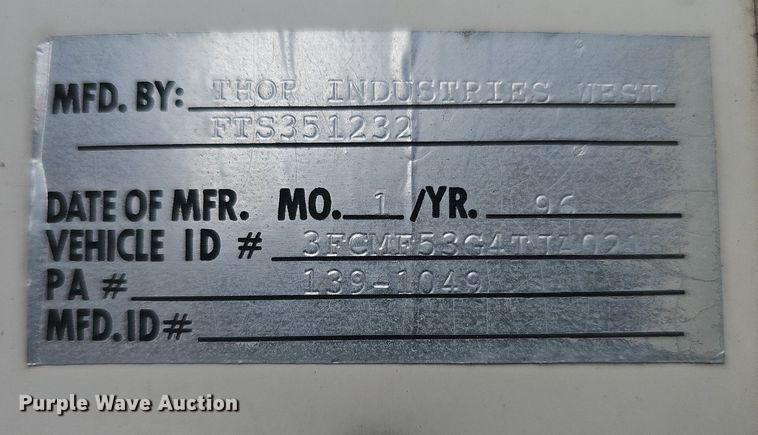 MFD. BY: THOR INDUSTRIES WEST
FTS351232
DATE OF MFR. MO. 1 /YR. 96
VEHICLE ID #
PA # 139-1049
MFD. ID#
Purple Wave Auction